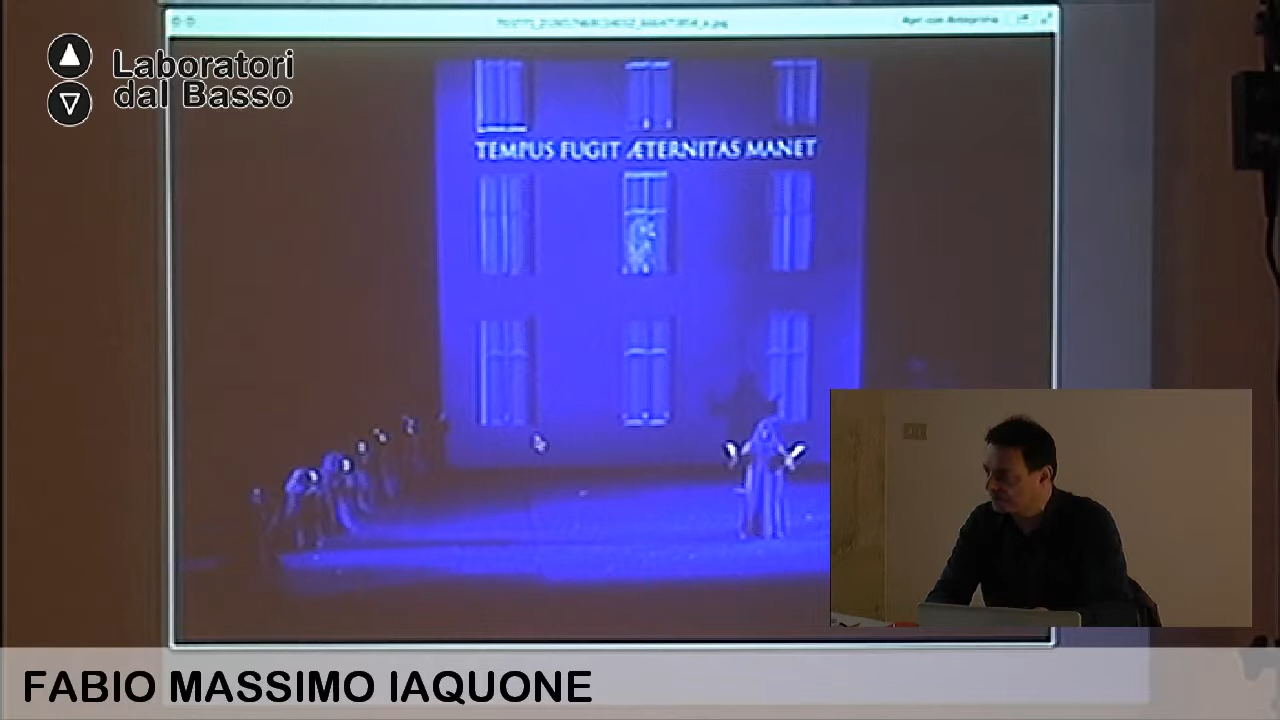 Laboratori
dal Basso
TEMPUS FUGIT ÆTERNITAS MANET
FABIO MASSIMO IAQUONE